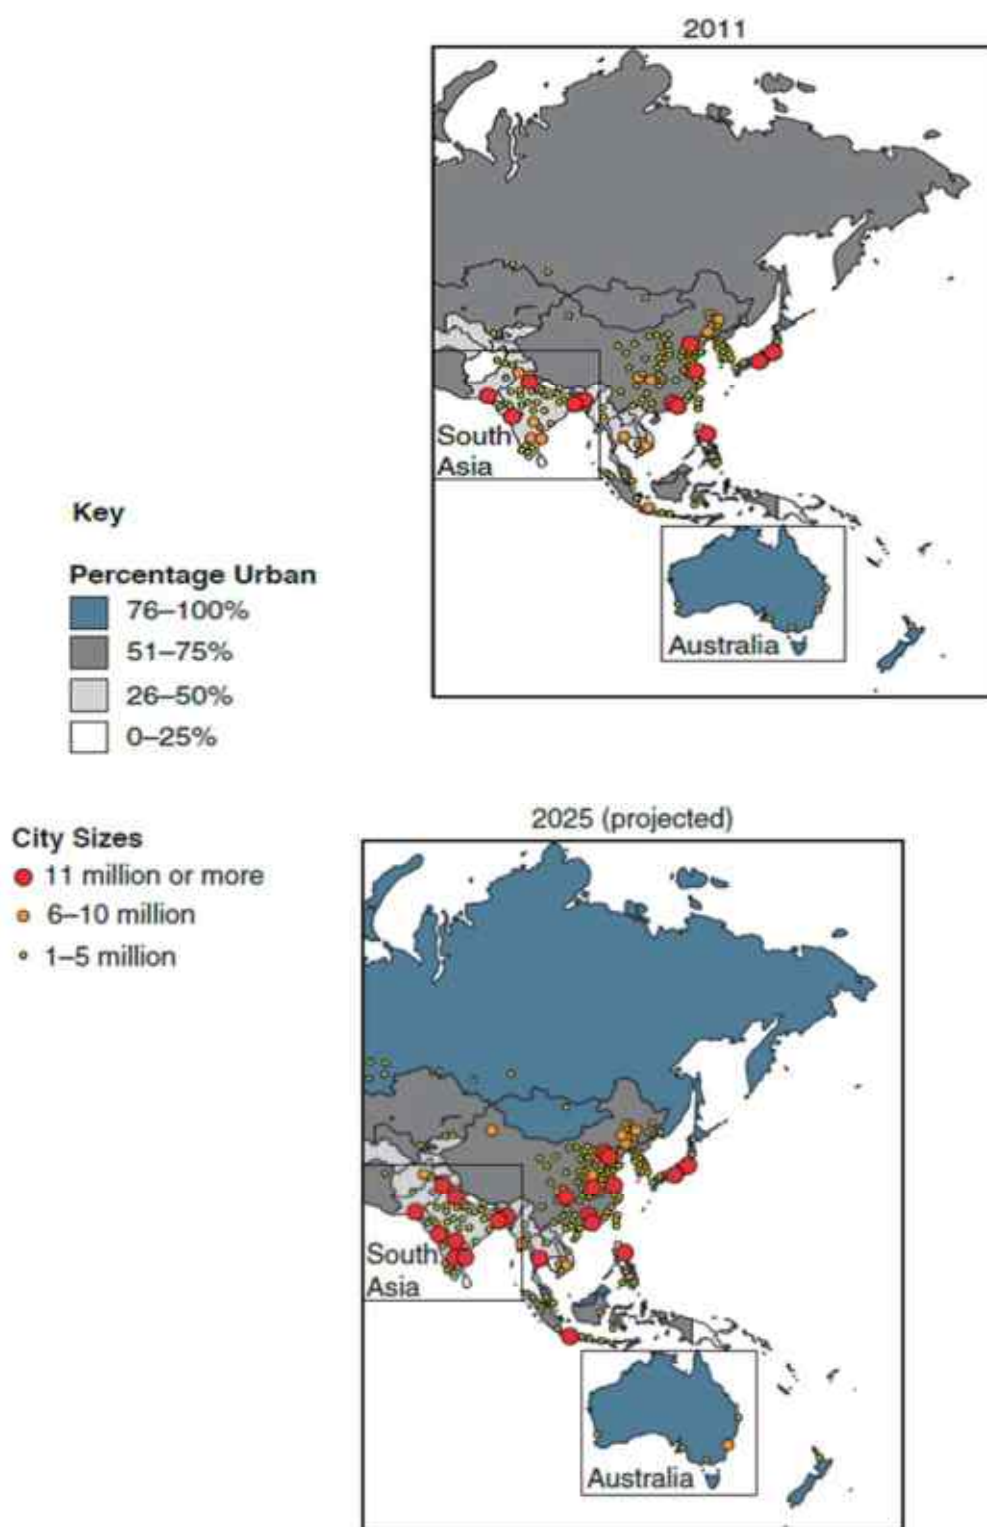 2011
South
Asia
Australia
Key
Percentage Urban
76–100%
51–75%
26–50%
0–25%
City Sizes
11 million or more
6–10 million
1–5 million
2025 (projected)
South
Asia
Australia